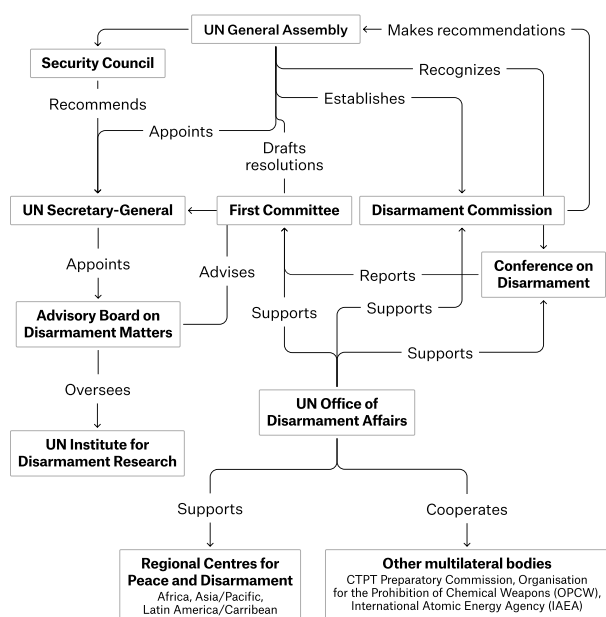 UN General Assembly
Makes recommendations
Security Council
Recognizes
Recommends
Establishes
Appoints
Drafts
resolutions
UN Secretary-General
First Committee
Disarmament Commission
Appoints
Advises
Reports
Conference on
Disarmament
Advisory Board on
Disarmament Matters
Supports
Supports
Supports
Oversees
UN Office of
Disarmament Affairs
UN Institute for
Disarmament Research
Supports
Cooperates
Regional Centres for
Peace and Disarmament
Africa, Asia/Pacific,
Latin America/Carribean
Other multilateral bodies
CTPT Preparatory Commission, Organisation
for the Prohibition of Chemical Weapons (OPCW),
International Atomic Energy Agency (IAEA)